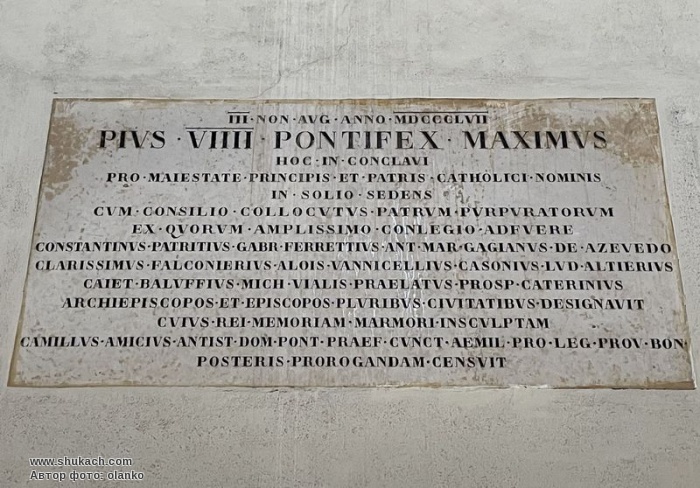 III·NON·AVG·ANNO·MDCCCLVII
PIVS·VIIII·PONTIFEX·MAXIMVS
HOC·IN·CONCLAVI
PRO·MAIESTATE·PRINCIPIS·ET·PATRIS·CATHOLICI·NOMINIS
IN·SOLIO·SEDENS
CVM·CONSILIO·COLLOCVTVS·PATRVM·PVRPVRATORVM
EX·QVORVM·AMPLISSIMO·CONLEGIO·ADFVERE
CONSTANTINVS·PATRITIVS·GABR·FERRETTIVS·ANT·MAR·GAGIANVS·DE·AZEVEDO
CLARISSIMVS·FALCONIERIVS·ALOIS·VANNICELLIVS·CASONIVS·LVD·ALTIERIVS
CAIET·BALVFFIVS·MICH·VIALIS·PRAELATVS·PROSP·CATERINIVS
ARCHIEPISCOPOS·ET·EPISCOPOS·PLVRIBVS·CIVITATIBVS·DESIGNAVIT
CVIVS·REI·MEMORIAM·MARMORI·INSCVLPTAM
CAMILLVS·AMICIVS·ANTIST·DOM·PONT·PRAEF·CVNCT·AEMIL·PRO·LEG·PROV·BON·
POSTERIS·PROROGANDAM·CENSVIT
www.shukach.com
Автор фото: olanko